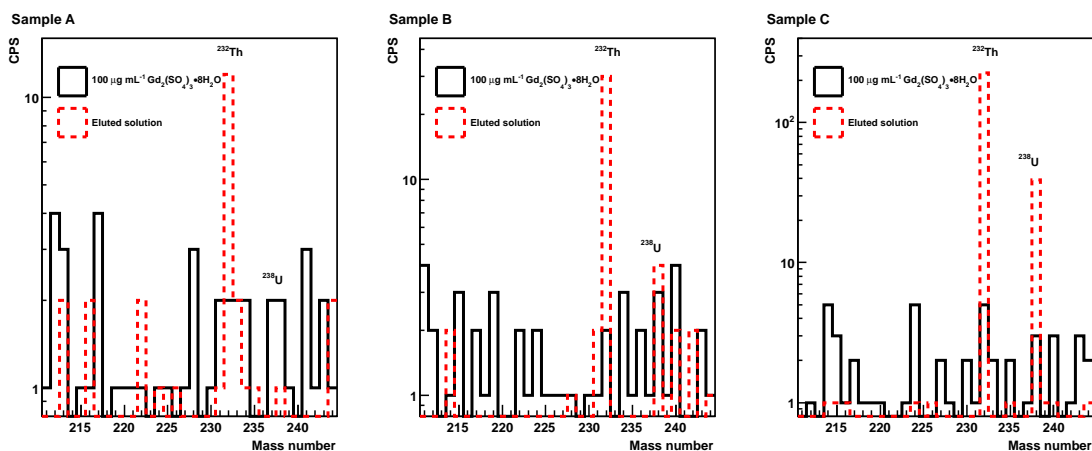 Sample A
CPS
²³²Th
100 μg mL⁻¹ Gd₂(SO₄)₃•8H₂O
Eluted solution
²³⁸U
10
1
215 220 225 230 235 240
Mass number
Sample B
CPS
²³²Th
100 μg mL⁻¹ Gd₂(SO₄)₃•8H₂O
Eluted solution
²³⁸U
10
1
215 220 225 230 235 240
Mass number
Sample C
CPS
²³²Th
100 μg mL⁻¹ Gd₂(SO₄)₃•8H₂O
Eluted solution
10²
²³⁸U
10
1
215 220 225 230 235 240
Mass number